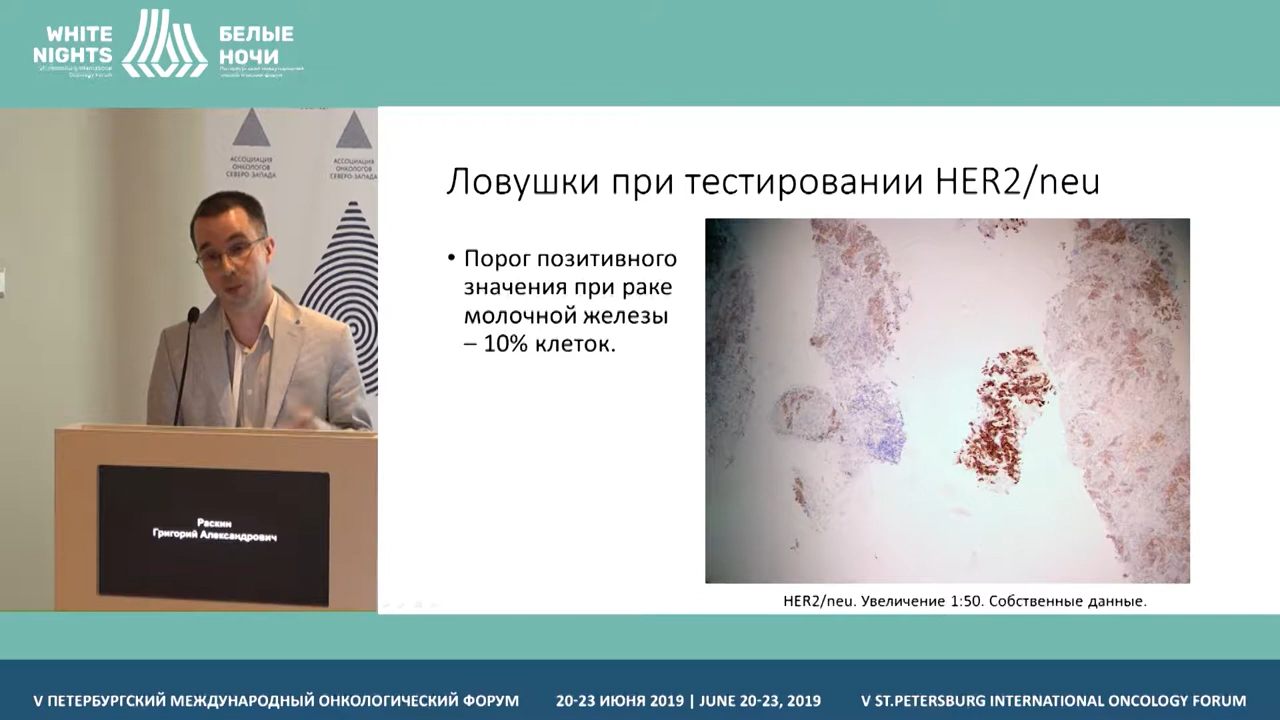 WHITE
NIGHTS
БЕЛЫЕ
НОЧИ
АССОЦИАЦИЯ
ОНКОЛОГОВ
СЕВЕРО-ЗАПАДА
АССОЦИАЦИЯ
ОНКОЛОГОВ
СЕВЕРО-ЗАПАДА
Ловушки при тестировании HER2/neu
• Порог позитивного
значения при раке
молочной железы
– 10% клеток.
Раскин
Григорий Александрович
HER2/neu. Увеличение 1:50. Собственные данные.
V ПЕТЕРБУРГСКИЙ МЕЖДУНАРОДНЫЙ ОНКОЛОГИЧЕСКИЙ ФОРУМ
20-23 ИЮНЯ 2019 | JUNE 20-23, 2019
V ST.PETERSBURG INTERNATIONAL ONCOLOGY FORUM